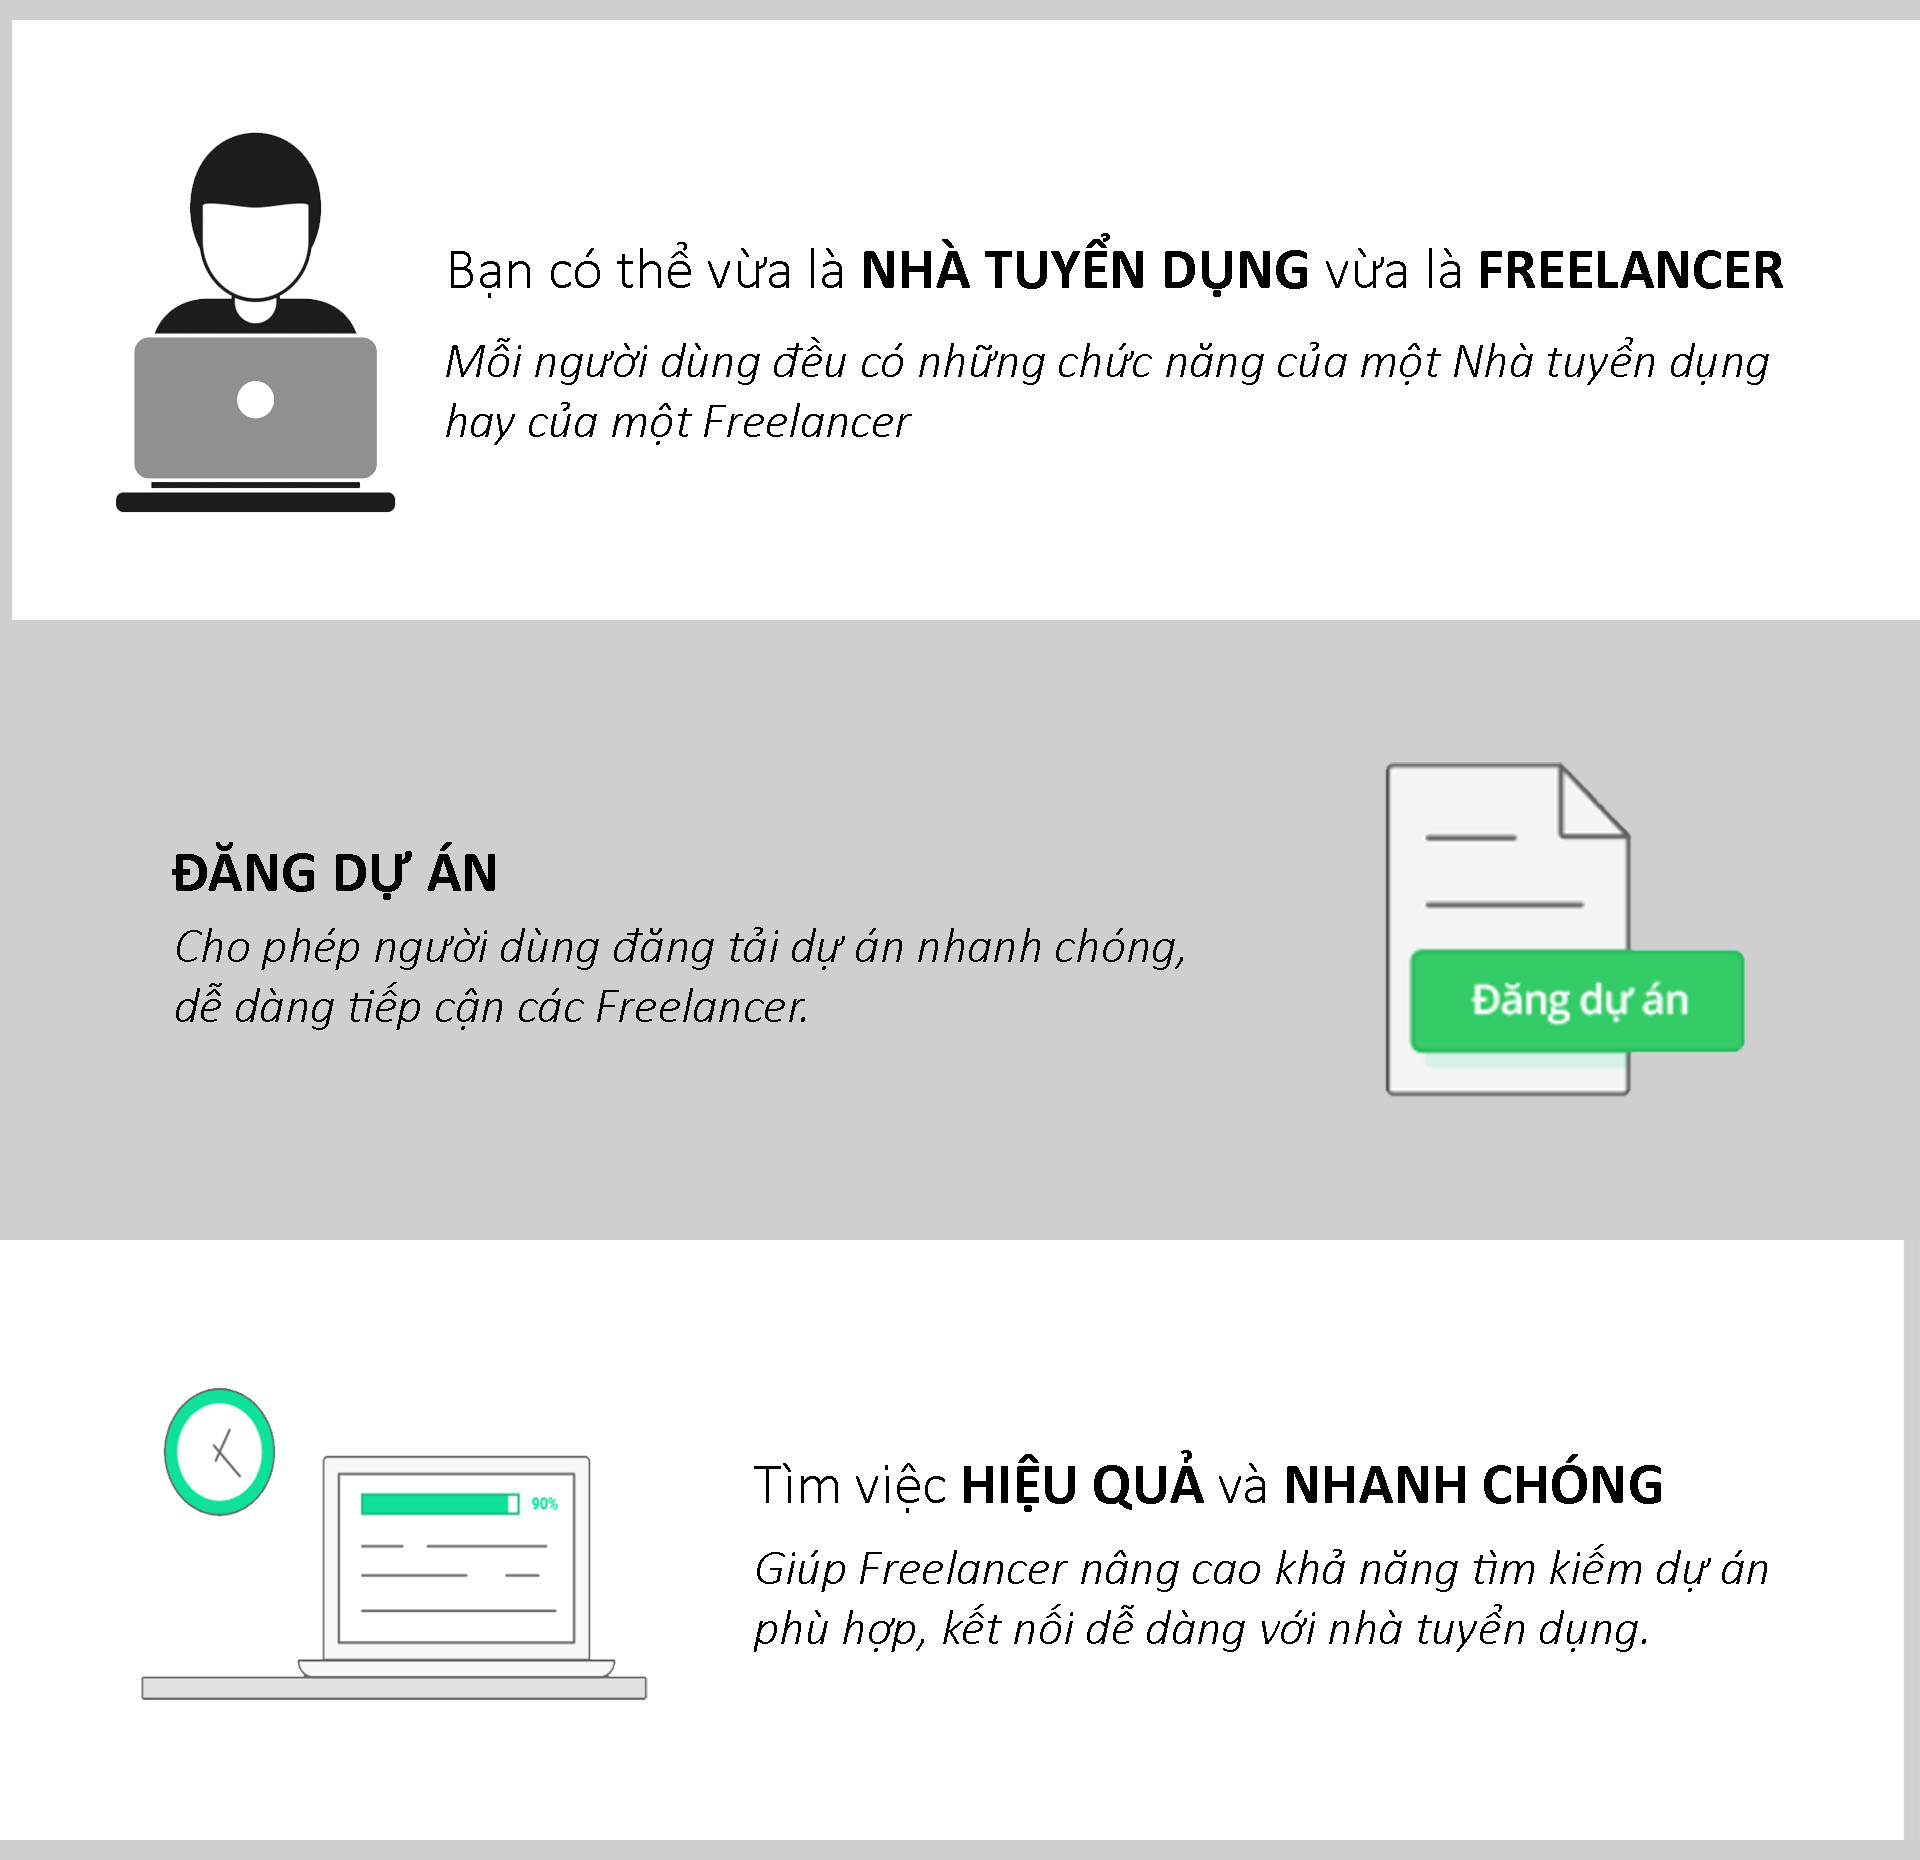 Bạn có thể vừa là NHÀ TUYỂN DỤNG vừa là FREELANCER
Mỗi người dùng đều có những chức năng của một Nhà tuyển dụng
hay của một Freelancer
ĐĂNG DỰ ÁN
Cho phép người dùng đăng tải dự án nhanh chóng,
dễ dàng tiếp cận các Freelancer.
Đăng dự án
90%
Tìm việc HIỆU QUẢ và NHANH CHÓNG
Giúp Freelancer nâng cao khả năng tìm kiếm dự án
phù hợp, kết nối dễ dàng với nhà tuyển dụng.